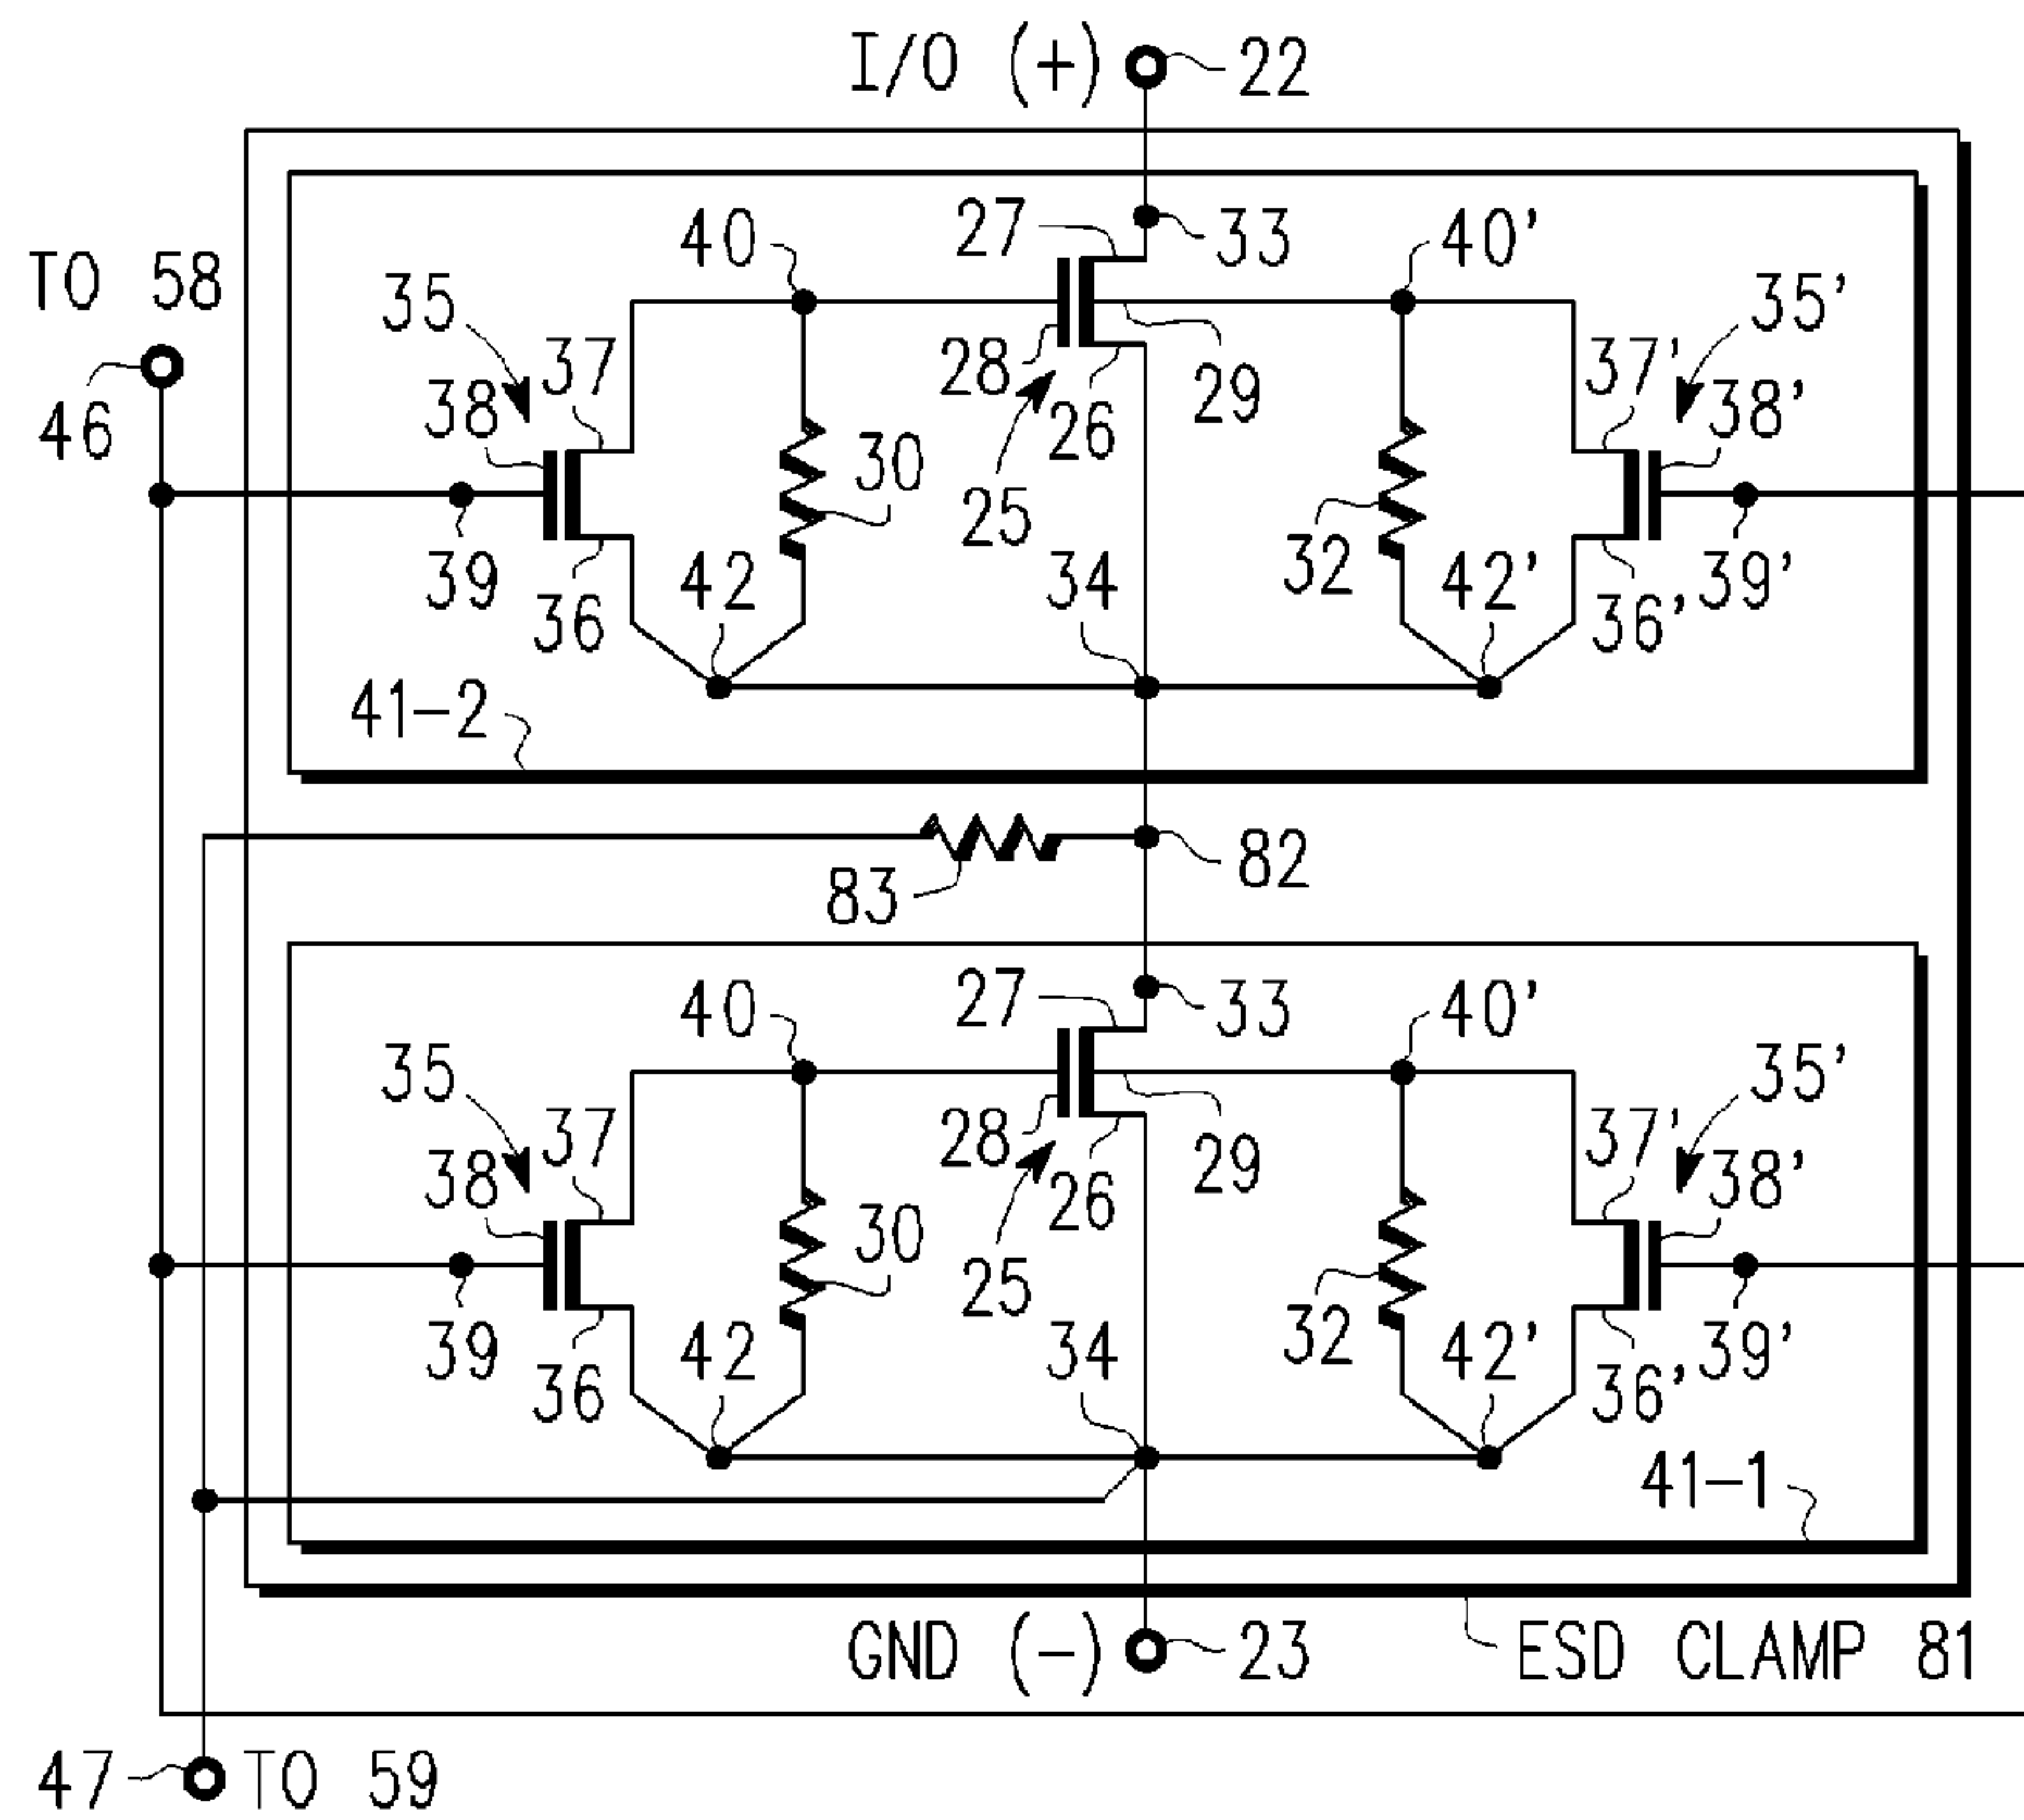 I/O (+) 22
27 33
40 40'
TO 58
35 35'
37 28 26 29 37'
38 38'
46
30 25 32
39 42 34 42' 39'
36 36'
41-2
83 82
27 33
40 40'
35 35'
37 28 26 29 37'
38 38'
30 25 32
39 42 34 42' 39'
36 36'
41-1
GND (-) 23 ESD CLAMP 81
47 TO 59